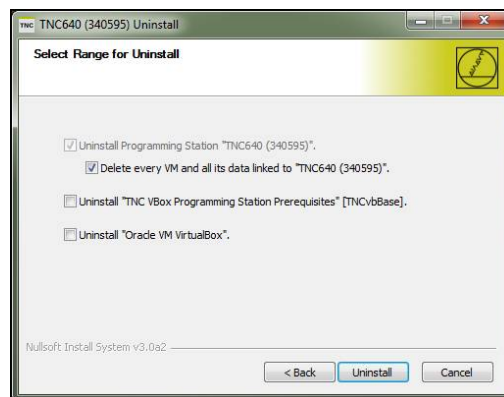 TNC TNC640 (340595) Uninstall
Select Range for Uninstall
Uninstall Programming Station "TNC640 (340595)".
Delete every VM and all its data linked to "TNC640 (340595)".
Uninstall "TNC VBox Programming Station Prerequisites" [TNCvbBase].
Uninstall "Oracle VM VirtualBox".
Nullsoft Install System v3.0a2
< Back Uninstall Cancel